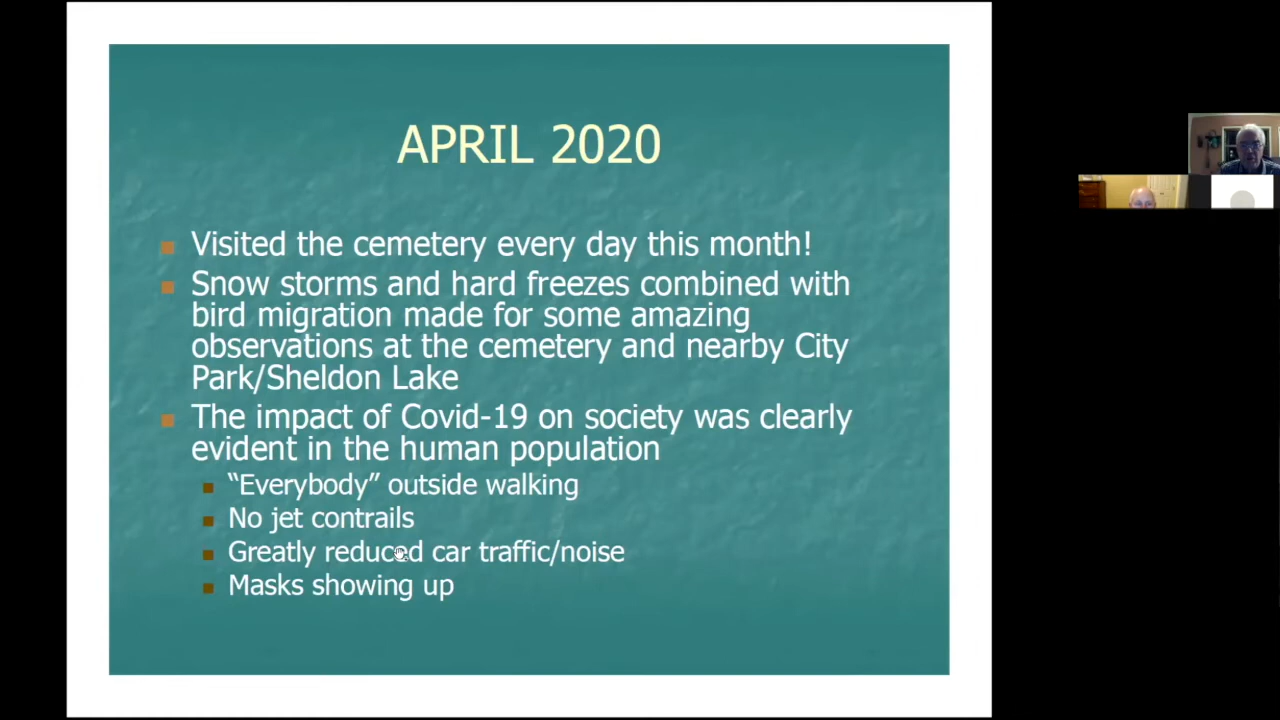 APRIL 2020
Visited the cemetery every day this month!
Snow storms and hard freezes combined with
bird migration made for some amazing
observations at the cemetery and nearby City
Park/Sheldon Lake
The impact of Covid-19 on society was clearly
evident in the human population
“Everybody” outside walking
No jet contrails
Greatly reduced car traffic/noise
Masks showing up